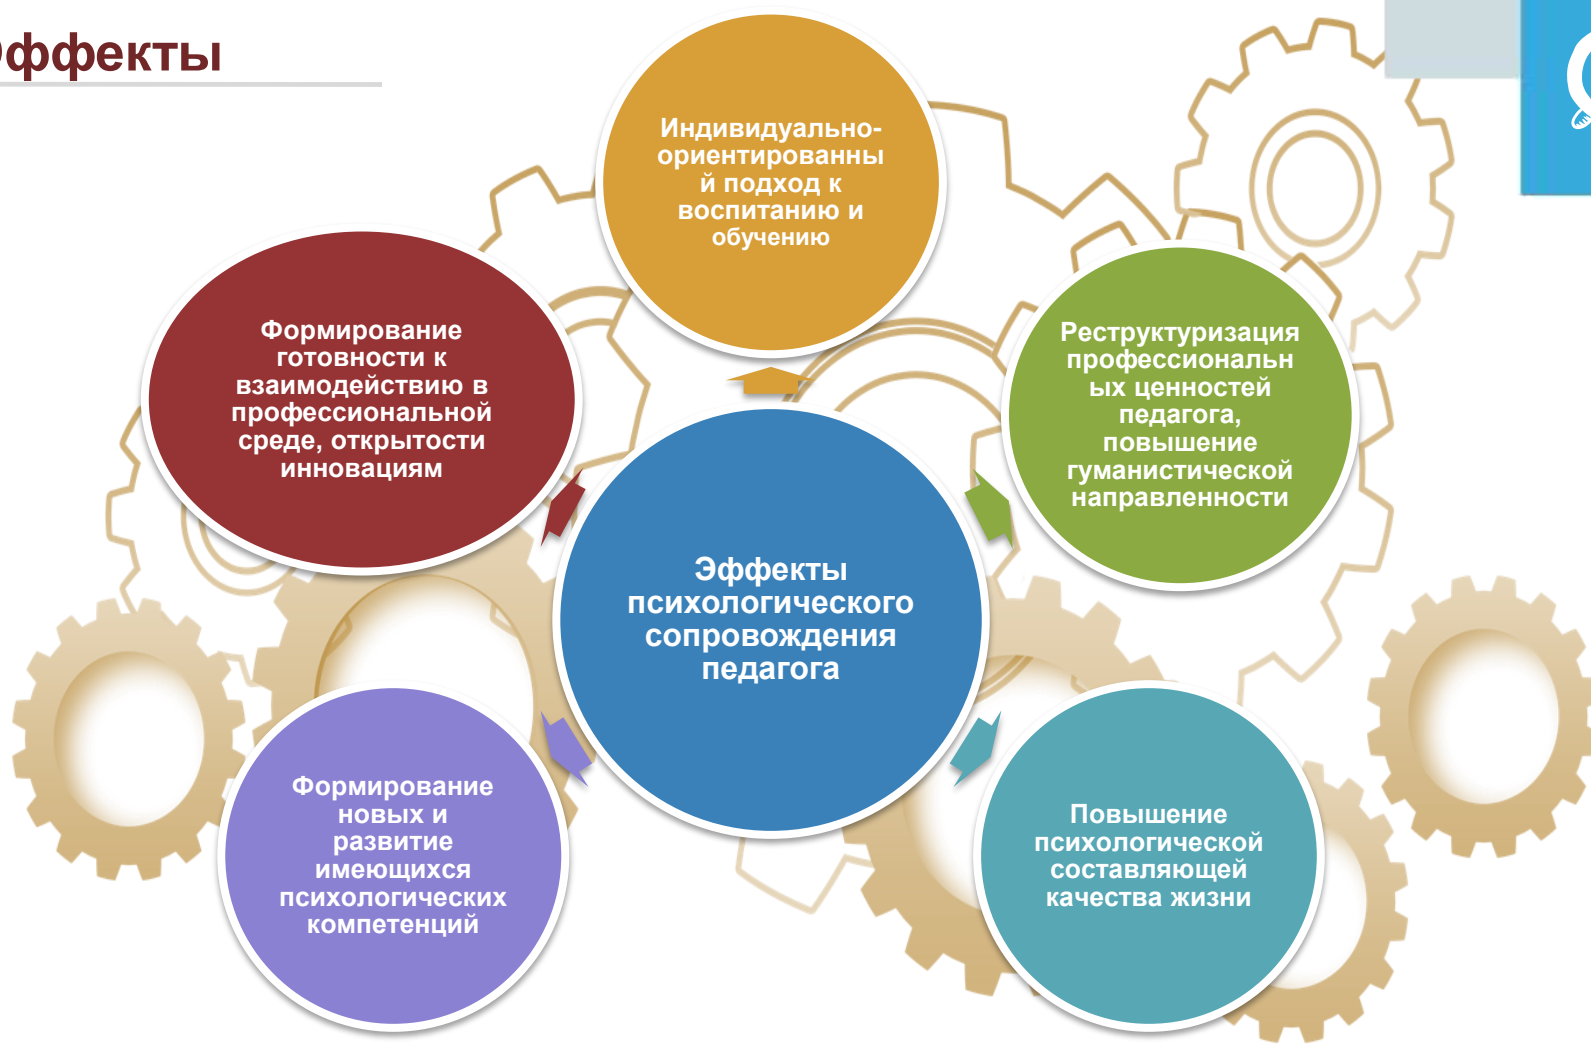 Эффекты
Индивидуально-
ориентированны
й подход к
воспитанию и
обучению
Формирование
готовности к
взаимодействию в
профессиональной
среде, открытости
инновациям
Реструктуризация
профессиональн
ых ценностей
педагога,
повышение
гуманистической
направленности
Эффекты
психологического
сопровождения
педагога
Формирование
новых и
развитие
имеющихся
психологических
компетенций
Повышение
психологической
составляющей
качества жизни